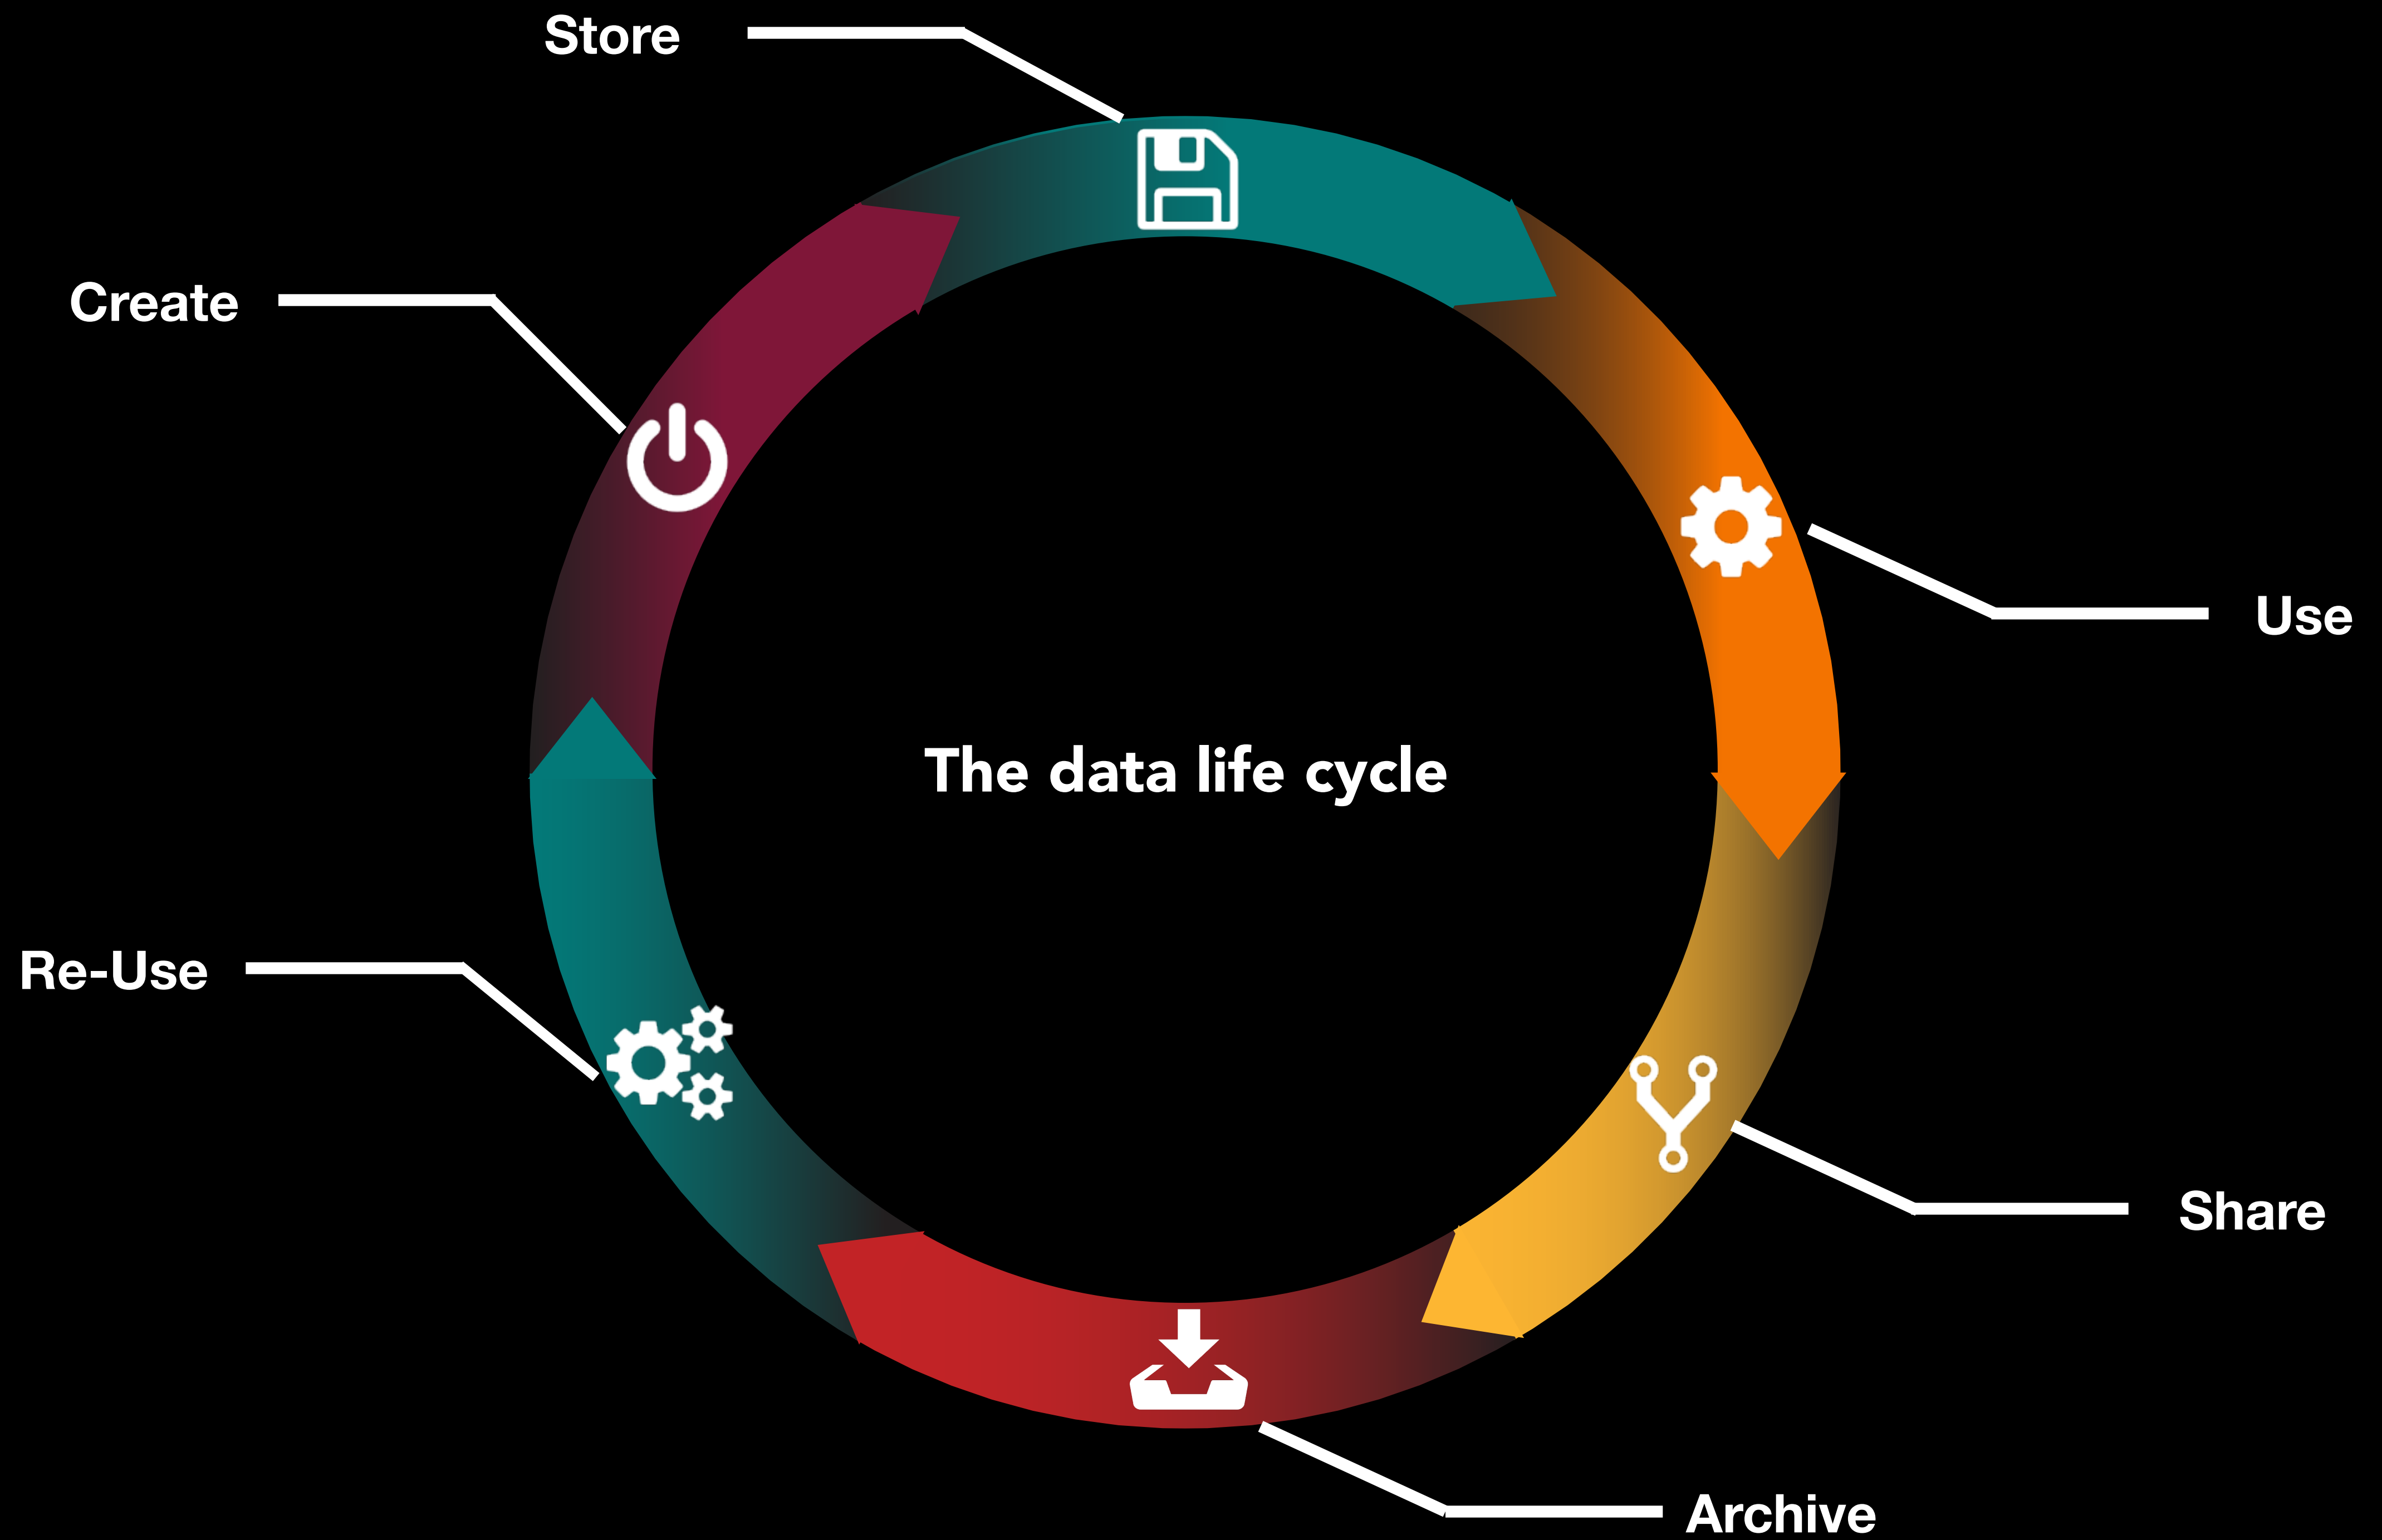 Store
Create
Use
The data life cycle
Re-Use
Share
Archive